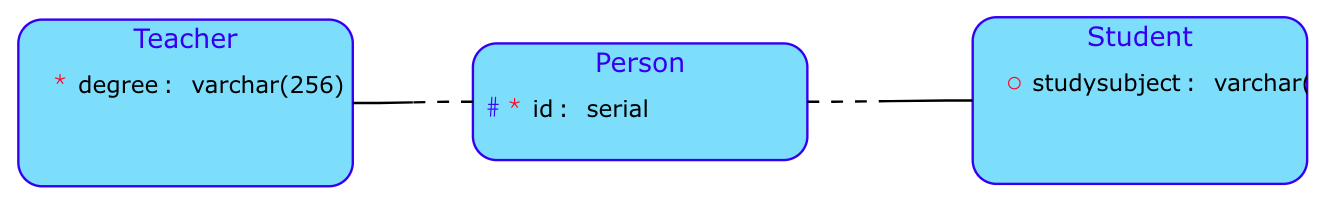 Teacher
* degree : varchar(256)
Person
# * id : serial
Student
○ studysubject : varchar(